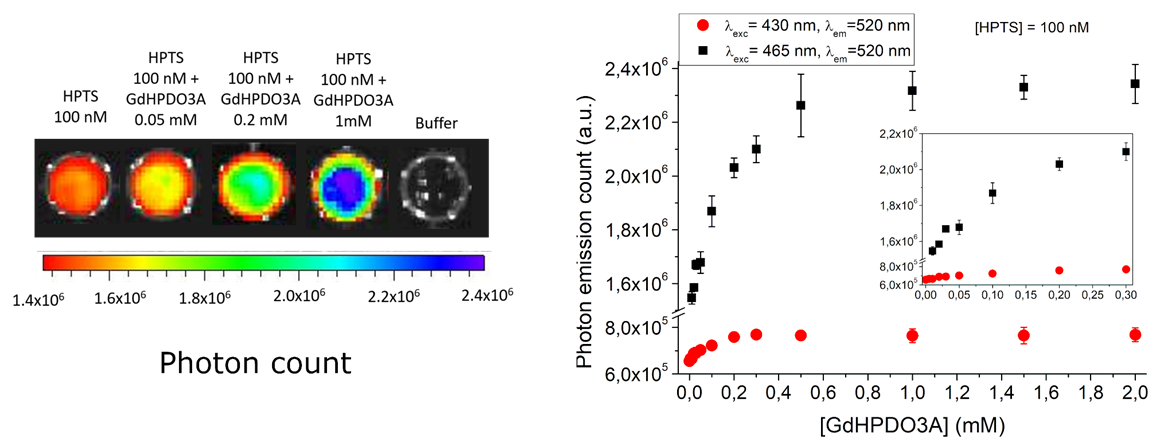 HPTS
100 nM
HPTS
100 nM +
GdHPDO3A
0.05 mM
HPTS
100 nM +
GdHPDO3A
0.2 mM
HPTS
100 nM +
GdHPDO3A
1mM
Buffer
1.4x10⁶ 1.6x10⁶ 1.8x10⁶ 2.0x10⁶ 2.2x10⁶ 2.4x10⁶
Photon count
λexc= 430 nm, λem=520 nm
λexc= 465 nm, λem=520 nm
[HPTS] = 100 nM
Photon emission count (a.u.)
2,4x10⁶
2,2x10⁶
2,0x10⁶
1,8x10⁶
1,6x10⁶
8,0x10⁵
6,0x10⁵
0,0 0,2 0,4 0,6 0,8 1,0 1,2 1,4 1,6 1,8 2,0
[GdHPDO3A] (mM)
2,2x10⁶
2,0x10⁶
1,8x10⁶
1,6x10⁶
8,0x10⁵
6,0x10⁵
0,00 0,05 0,10 0,15 0,20 0,25 0,30